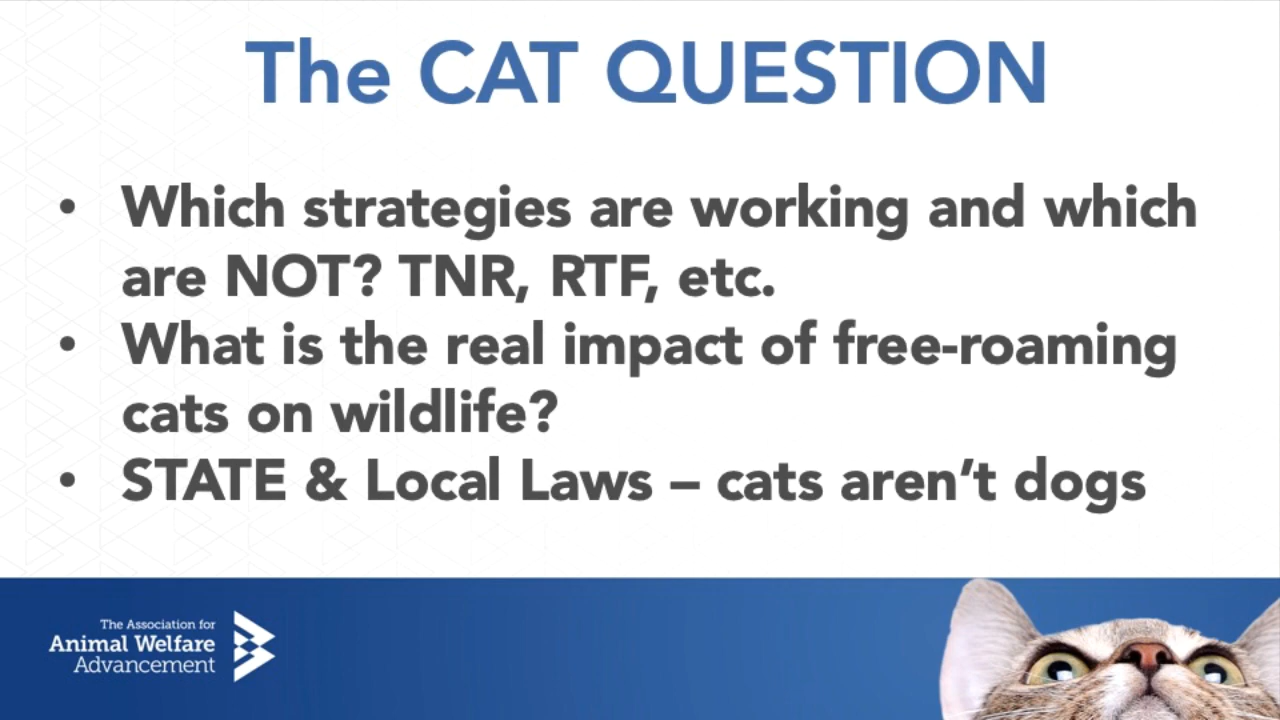 The CAT QUESTION
• Which strategies are working and which
are NOT? TNR, RTF, etc.
• What is the real impact of free-roaming
cats on wildlife?
• STATE & Local Laws – cats aren’t dogs
The Association for
Animal Welfare
Advancement